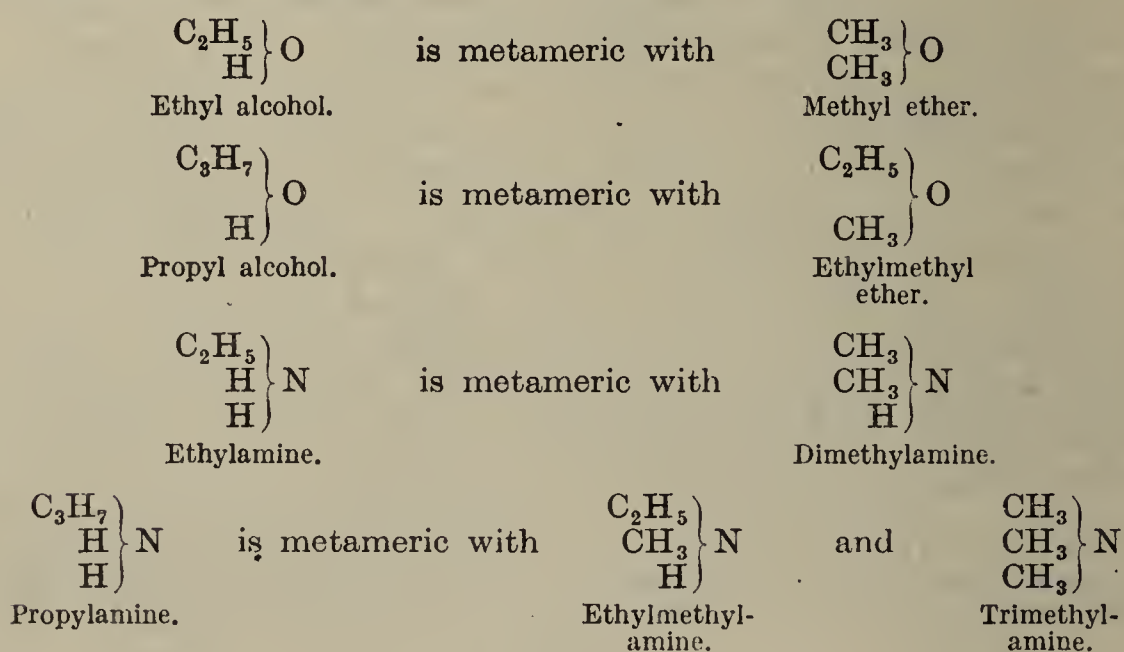 C₂H₅ is metameric with CH₃
H } O CH₃ } O
Ethyl alcohol. Methyl ether.
C₃H₇ C₂H₅
} O is metameric with } O
H CH₃
Propyl alcohol. Ethylmethyl
ether.
C₂H₅ CH₃
H } N is metameric with CH₃ } N
H H
Ethylamine. Dimethylamine.
C₃H₇ C₂H₅ CH₃
H } N is metameric with CH₃ } N and CH₃ } N
H H CH₃
Propylamine. Ethylmethyl- Trimethyl-
amine. amine.